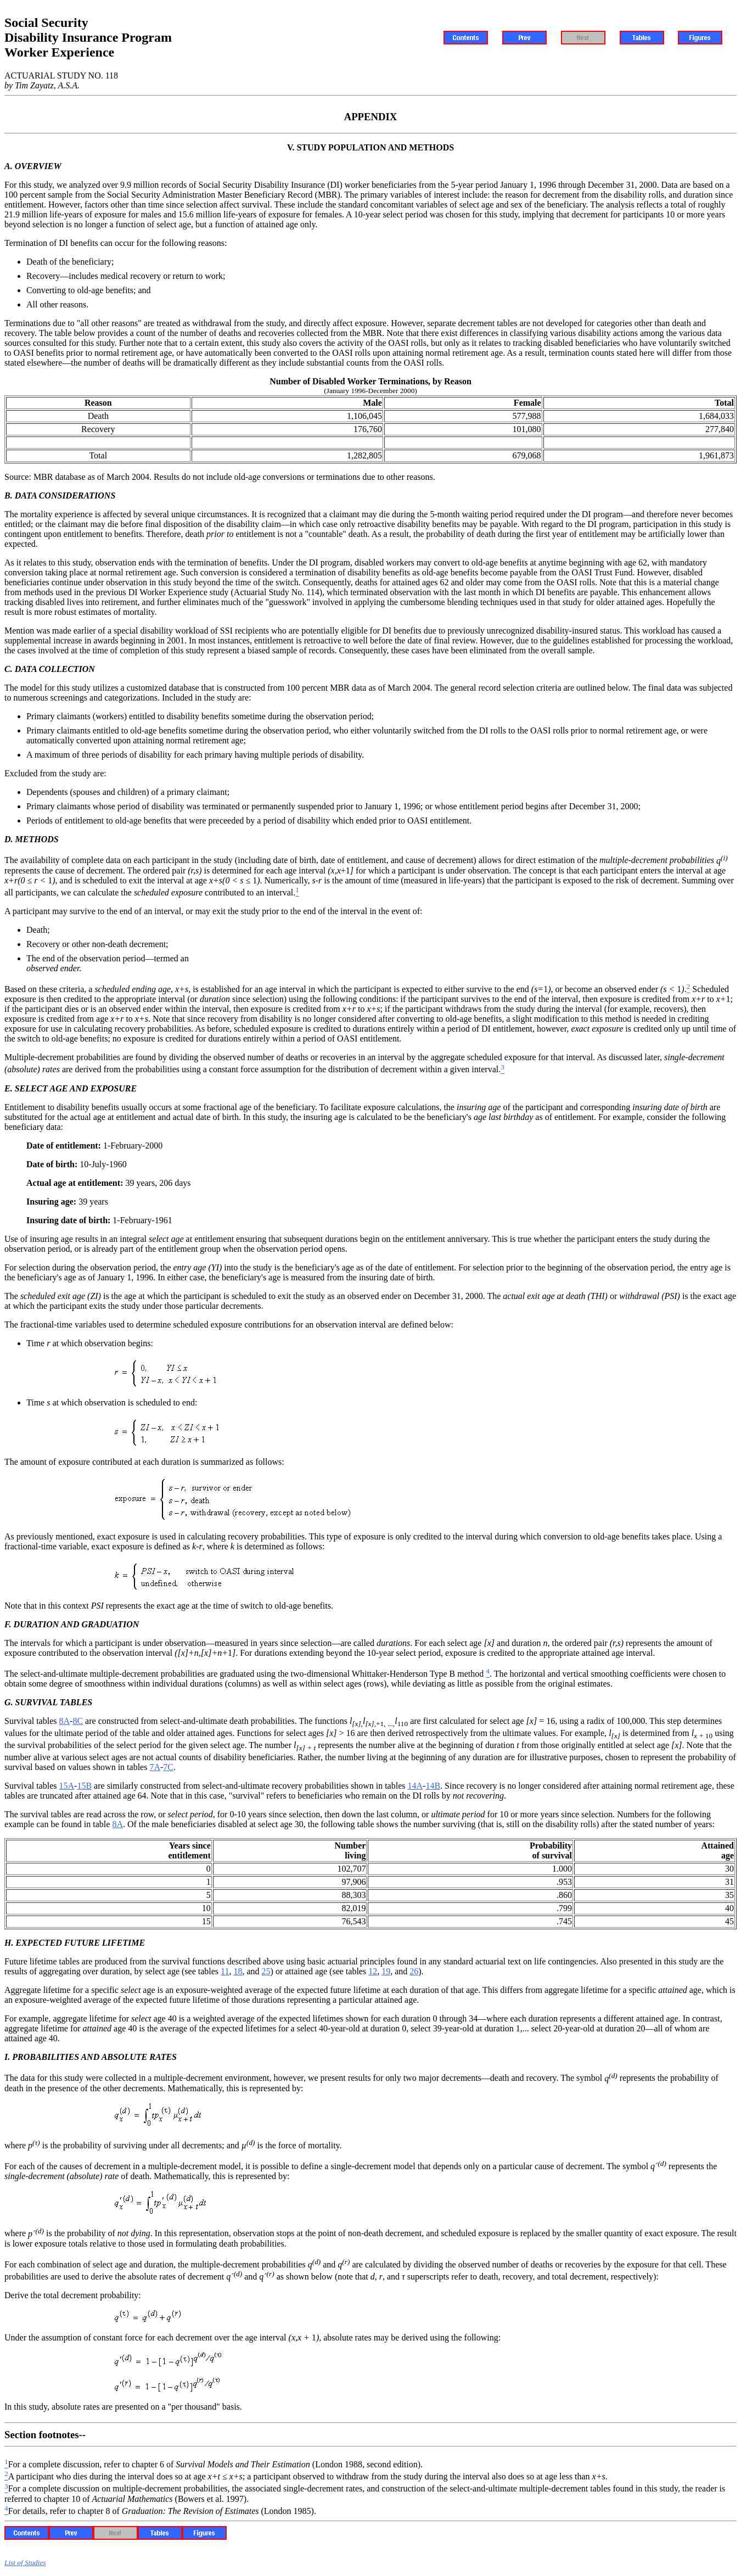 Social Security
Disability Insurance Program
Worker Experience
Contents
Prev
Next
Tables
Figures
ACTUARIAL STUDY NO. 118
by Tim Zayatz, A.S.A.
APPENDIX
V. STUDY POPULATION AND METHODS
A. OVERVIEW
For this study, we analyzed over 9.9 million records of Social Security Disability Insurance (DI) worker beneficiaries from the 5-year period January 1, 1996 through December 31, 2000. Data are based on a
100 percent sample from the Social Security Administration Master Beneficiary Record (MBR). The primary variables of interest include: the reason for decrement from the disability rolls, and duration since
entitlement. However, factors other than time since selection affect survival. These include the standard concomitant variables of select age and sex of the beneficiary. The analysis reflects a total of roughly
21.9 million life-years of exposure for males and 15.6 million life-years of exposure for females. A 10-year select period was chosen for this study, implying that decrement for participants 10 or more years
beyond selection is no longer a function of select age, but a function of attained age only.
Termination of DI benefits can occur for the following reasons:
• Death of the beneficiary;
• Recovery—includes medical recovery or return to work;
• Converting to old-age benefits; and
• All other reasons.
Terminations due to "all other reasons" are treated as withdrawal from the study, and directly affect exposure. However, separate decrement tables are not developed for categories other than death and
recovery. The table below provides a count of the number of deaths and recoveries collected from the MBR. Note that there exist differences in classifying various disability actions among the various data
sources consulted for this study. Further note that to a certain extent, this study also covers the activity of the OASI rolls, but only as it relates to tracking disabled beneficiaries who have voluntarily switched
to OASI benefits prior to normal retirement age, or have automatically been converted to the OASI rolls upon attaining normal retirement age. As a result, termination counts stated here will differ from those
stated elsewhere—the number of deaths will be dramatically different as they include substantial counts from the OASI rolls.
Number of Disabled Worker Terminations, by Reason
(January 1996-December 2000)
Reason Male Female Total
Death 1,106,045 577,988 1,684,033
Recovery 176,760 101,080 277,840
Total 1,282,805 679,068 1,961,873
Source: MBR database as of March 2004. Results do not include old-age conversions or terminations due to other reasons.
B. DATA CONSIDERATIONS
The mortality experience is affected by several unique circumstances. It is recognized that a claimant may die during the 5-month waiting period required under the DI program—and therefore never becomes
entitled; or the claimant may die before final disposition of the disability claim—in which case only retroactive disability benefits may be payable. With regard to the DI program, participation in this study is
contingent upon entitlement to benefits. Therefore, death prior to entitlement is not a "countable" death. As a result, the probability of death during the first year of entitlement may be artificially lower than
expected.
As it relates to this study, observation ends with the termination of benefits. Under the DI program, disabled workers may convert to old-age benefits at anytime beginning with age 62, with mandatory
conversion taking place at normal retirement age. Such conversion is considered a termination of disability benefits as old-age benefits become payable from the OASI Trust Fund. However, disabled
beneficiaries continue under observation in this study beyond the time of the switch. Consequently, deaths for attained ages 62 and older may come from the OASI rolls. Note that this is a material change
from methods used in the previous DI Worker Experience study (Actuarial Study No. 114), which terminated observation with the last month in which DI benefits are payable. This enhancement allows
tracking disabled lives into retirement, and further eliminates much of the "guesswork" involved in applying the cumbersome blending techniques used in that study for older attained ages. Hopefully the
result is more robust estimates of mortality.
Mention was made earlier of a special disability workload of SSI recipients who are potentially eligible for DI benefits due to previously unrecognized disability-insured status. This workload has caused a
supplemental increase in awards beginning in 2001. In most instances, entitlement is retroactive to well before the date of final review. However, due to the guidelines established for processing the workload,
the cases involved at the time of completion of this study represent a biased sample of records. Consequently, these cases have been eliminated from the overall sample.
C. DATA COLLECTION
The model for this study utilizes a customized database that is constructed from 100 percent MBR data as of March 2004. The general record selection criteria are outlined below. The final data was subjected
to numerous screenings and categorizations. Included in the study are:
• Primary claimants (workers) entitled to disability benefits sometime during the observation period;
• Primary claimants entitled to old-age benefits sometime during the observation period, who either voluntarily switched from the DI rolls to the OASI rolls prior to normal retirement age, or were
automatically converted upon attaining normal retirement age;
• A maximum of three periods of disability for each primary having multiple periods of disability.
Excluded from the study are:
• Dependents (spouses and children) of a primary claimant;
• Primary claimants whose period of disability was terminated or permanently suspended prior to January 1, 1996; or whose entitlement period begins after December 31, 2000;
• Periods of entitlement to old-age benefits that were preceeded by a period of disability which ended prior to OASI entitlement.
D. METHODS
The availability of complete data on each participant in the study (including date of birth, date of entitlement, and cause of decrement) allows for direct estimation of the multiple-decrement probabilities q(i)
represents the cause of decrement. The ordered pair (r,s) is determined for each age interval (x,x+1] for which a participant is under observation. The concept is that each participant enters the interval at age
x+r(0 ≤ r < 1), and is scheduled to exit the interval at age x+s(0 < s ≤ 1). Numerically, s-r is the amount of time (measured in life-years) that the participant is exposed to the risk of decrement. Summing over
all participants, we can calculate the scheduled exposure contributed to an interval.1
A participant may survive to the end of an interval, or may exit the study prior to the end of the interval in the event of:
• Death;
• Recovery or other non-death decrement;
• The end of the observation period—termed an
observed ender.
Based on these criteria, a scheduled ending age, x+s, is established for an age interval in which the participant is expected to either survive to the end (s=1), or become an observed ender (s < 1).2 Scheduled
exposure is then credited to the appropriate interval (or duration since selection) using the following conditions: if the participant survives to the end of the interval, then exposure is credited from x+r to x+1;
if the participant dies or is an observed ender within the interval, then exposure is credited from x+r to x+s; if the participant withdraws from the study during the interval (for example, recovers), then
exposure is credited from age x+r to x+s. Note that since recovery from disability is no longer considered after converting to old-age benefits, a slight modification to this method is needed in crediting
exposure for use in calculating recovery probabilities. As before, scheduled exposure is credited to durations entirely within a period of DI entitlement, however, exact exposure is credited only up until time of
the switch to old-age benefits; no exposure is credited for durations entirely within a period of OASI entitlement.
Multiple-decrement probabilities are found by dividing the observed number of deaths or recoveries in an interval by the aggregate scheduled exposure for that interval. As discussed later, single-decrement
(absolute) rates are derived from the probabilities using a constant force assumption for the distribution of decrement within a given interval.3
E. SELECT AGE AND EXPOSURE
Entitlement to disability benefits usually occurs at some fractional age of the beneficiary. To facilitate exposure calculations, the insuring age of the participant and corresponding insuring date of birth are
substituted for the actual age at entitlement and actual date of birth. In this study, the insuring age is calculated to be the beneficiary's age last birthday as of entitlement. For example, consider the following
beneficiary data:
Date of entitlement: 1-February-2000
Date of birth: 10-July-1960
Actual age at entitlement: 39 years, 206 days
Insuring age: 39 years
Insuring date of birth: 1-February-1961
Use of insuring age results in an integral select age at entitlement ensuring that subsequent durations begin on the entitlement anniversary. This is true whether the participant enters the study during the
observation period, or is already part of the entitlement group when the observation period opens.
For selection during the observation period, the entry age (YI) into the study is the beneficiary's age as of the date of entitlement. For selection prior to the beginning of the observation period, the entry age is
the beneficiary's age as of January 1, 1996. In either case, the beneficiary's age is measured from the insuring date of birth.
The scheduled exit age (ZI) is the age at which the participant is scheduled to exit the study as an observed ender on December 31, 2000. The actual exit age at death (THI) or withdrawal (PSI) is the exact age
at which the participant exits the study under those particular decrements.
The fractional-time variables used to determine scheduled exposure contributions for an observation interval are defined below:
• Time r at which observation begins:
r = { 0, YI ≤ x
YI – x, x < YI < x + 1
• Time s at which observation is scheduled to end:
s = { ZI – x, x < ZI < x + 1
1, ZI ≥ x + 1
The amount of exposure contributed at each duration is summarized as follows:
exposure = { s – r, survivor or ender
s – r, death
s – r, withdrawal (recovery, except as noted below)
As previously mentioned, exact exposure is used in calculating recovery probabilities. This type of exposure is only credited to the interval during which conversion to old-age benefits takes place. Using a
fractional-time variable, exact exposure is defined as k-r, where k is determined as follows:
k = { PSI – x, switch to OASI during interval
undefined, otherwise
Note that in this context PSI represents the exact age at the time of switch to old-age benefits.
F. DURATION AND GRADUATION
The intervals for which a participant is under observation—measured in years since selection—are called durations. For each select age [x] and duration n, the ordered pair (r,s) represents the amount of
exposure contributed to the observation interval ([x]+n,[x]+n+1]. For durations extending beyond the 10-year select period, exposure is credited to the appropriate attained age interval.
The select-and-ultimate multiple-decrement probabilities are graduated using the two-dimensional Whittaker-Henderson Type B method 4. The horizontal and vertical smoothing coefficients were chosen to
obtain some degree of smoothness within individual durations (columns) as well as within select ages (rows), while deviating as little as possible from the original estimates.
G. SURVIVAL TABLES
Survival tables 8A-8C are constructed from select-and-ultimate death probabilities. The functions l[x],l[x],+1, ...,l110 are first calculated for select age [x] = 16, using a radix of 100,000. This step determines
values for the ultimate period of the table and older attained ages. Functions for select ages [x] > 16 are then computed retrospectively from the ultimate values. For example, l[x] is determined from lx + 10 using
the survival probabilities of the select period for the given select age. The number l[x] + t represents the number alive at the beginning of duration t from those originally entitled at select age [x]. Note that the
number alive at the various select ages are not actual counts of disability beneficiaries. Rather, the number living at the beginning of any duration are for illustrative purposes, chosen to represent the probability of
survival based on values shown in tables 7A-7C.
Survival tables 15A-15B are similarly constructed from select-and-ultimate recovery probabilities shown in tables 14A-14B. Since recovery is no longer considered after attaining normal retirement age, these
tables are truncated after attained age 64. Note that in this case, "survival" refers to beneficiaries who remain on the DI rolls by not recovering.
The survival tables are read across the row, or select period, for 0-10 years since selection, then down the last column, or ultimate period for 10 or more years since selection. Numbers for the following
example can be found in table 8A. Of the male beneficiaries disabled at select age 30, the following table shows the number surviving (that is, still on the disability rolls) after the stated number of years:
Years since entitlement Number living Probability of survival Attained age
0 102,707 1.000 30
1 97,906 .953 31
5 88,303 .860 35
10 82,019 .799 40
15 76,543 .745 45
H. EXPECTED FUTURE LIFETIME
Future lifetime tables are produced from the survival functions described above using basic actuarial principles found in any standard actuarial text on life contingencies. Also presented in this study are the
results of aggregating over duration, by select age (see tables 11, 18, and 25) or attained age (see tables 12, 19, and 26).
Aggregate lifetime for a specific select age is an exposure-weighted average of the expected future lifetime at each duration of that age. This differs from aggregate lifetime for a specific attained age, which is
an exposure-weighted average of the expected future lifetime of those durations representing a particular attained age.
For example, aggregate lifetime for select age 40 is a weighted average of the expected lifetimes shown for each duration 0 through 34—where each duration represents a different attained age. In contrast,
aggregate lifetime for attained age 40 is the average of the expected lifetimes for a select 40-year-old at duration 0, select 39-year-old at duration 1,... select 20-year-old at duration 20—all of whom are
attained age 40.
I. PROBABILITIES AND ABSOLUTE RATES
The data for this study were collected in a multiple-decrement environment, however, we present results for only two major decrements—death and recovery. The symbol q(d) represents the probability of
death in the presence of the other decrements. Mathematically, this is represented by:
qx(d) = ∫01 tpx(τ) μx+t(d) dt
where p(τ) is the probability of surviving under all decrements; and μ(d) is the force of mortality.
For each of the causes of decrement in a multiple-decrement model, it is possible to define a single-decrement model that depends only on a particular cause of decrement. The symbol q´(d) represents the
single-decrement (absolute) rate of death. Mathematically, this is represented by:
q′x(d) = ∫01 tp′x(d) μx+t(d) dt
where p´(d) is the probability of not dying. In this representation, observation stops at the point of non-death decrement, and scheduled exposure is replaced by the smaller quantity of exact exposure. The result
is lower exposure totals relative to those used in formulating death probabilities.
For each combination of select age and duration, the multiple-decrement probabilities q(d) and q(r) are calculated by dividing the observed number of deaths or recoveries by the exposure for that cell. These
probabilities are used to derive the absolute rates of decrement q´(d) and q´(r) as shown below (note that d, r, and τ superscripts refer to death, recovery, and total decrement, respectively):
Derive the total decrement probability:
q(τ) = q(d) + q(r)
Under the assumption of constant force for each decrement over the age interval (x,x + 1), absolute rates may be derived using the following:
q′(d) = 1 – [1 – q(τ)]q(d)/q(τ)
q′(r) = 1 – [1 – q(τ)]q(r)/q(τ)
In this study, absolute rates are presented on a "per thousand" basis.
Section footnotes--
1For a complete discussion, refer to chapter 6 of Survival Models and Their Estimation (London 1988, second edition).
2A participant who dies during the interval does so at age x+t ≤ x+s; a participant observed to withdraw from the study during the interval also does so at age less than x+s.
3For a complete discussion on multiple-decrement probabilities, the associated single-decrement rates, and construction of the select-and-ultimate multiple-decrement tables found in this study, the reader is
referred to chapter 10 of Actuarial Mathematics (Bowers et al. 1997).
4For details, refer to chapter 8 of Graduation: The Revision of Estimates (London 1985).
Contents
Prev
Next
Tables
Figures
List of Studies